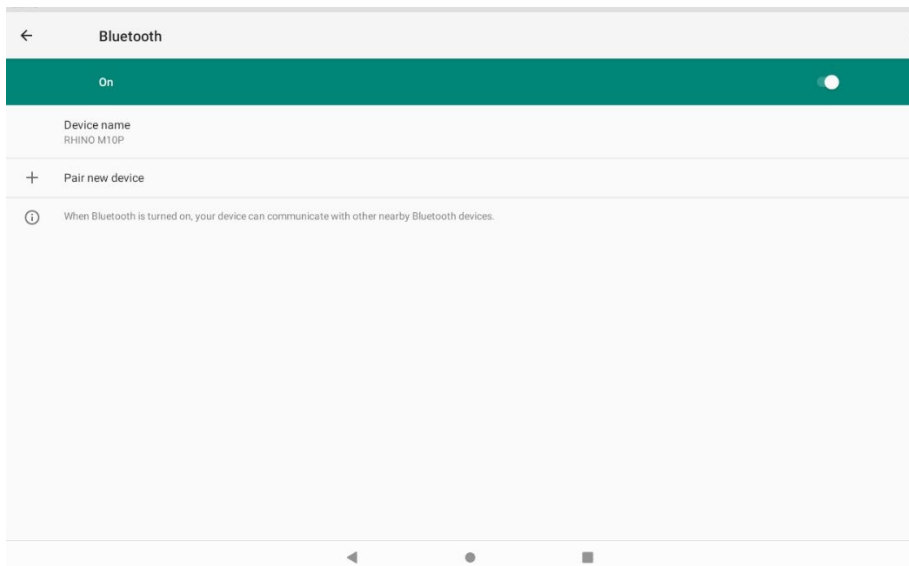 Bluetooth
On
Device name
RHINO M10P
Pair new device
When Bluetooth is turned on, your device can communicate with other nearby Bluetooth devices.